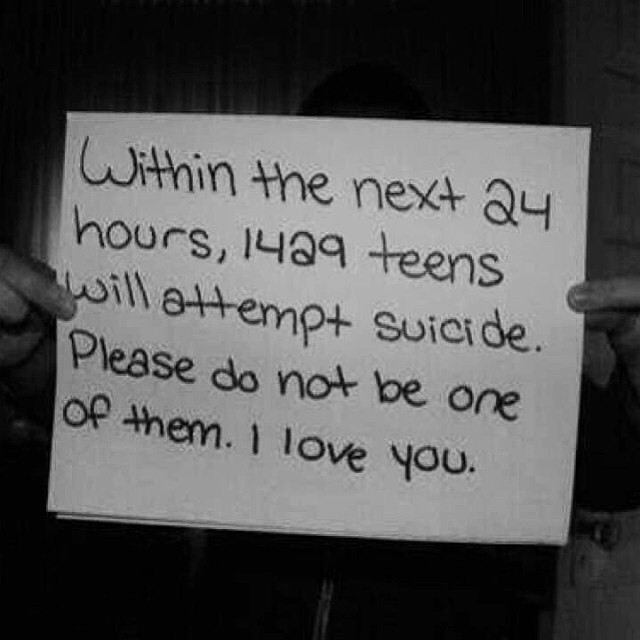 Within the next 24
hours, 1429 teens
will attempt suicide.
Please do not be one
of them. I love you.